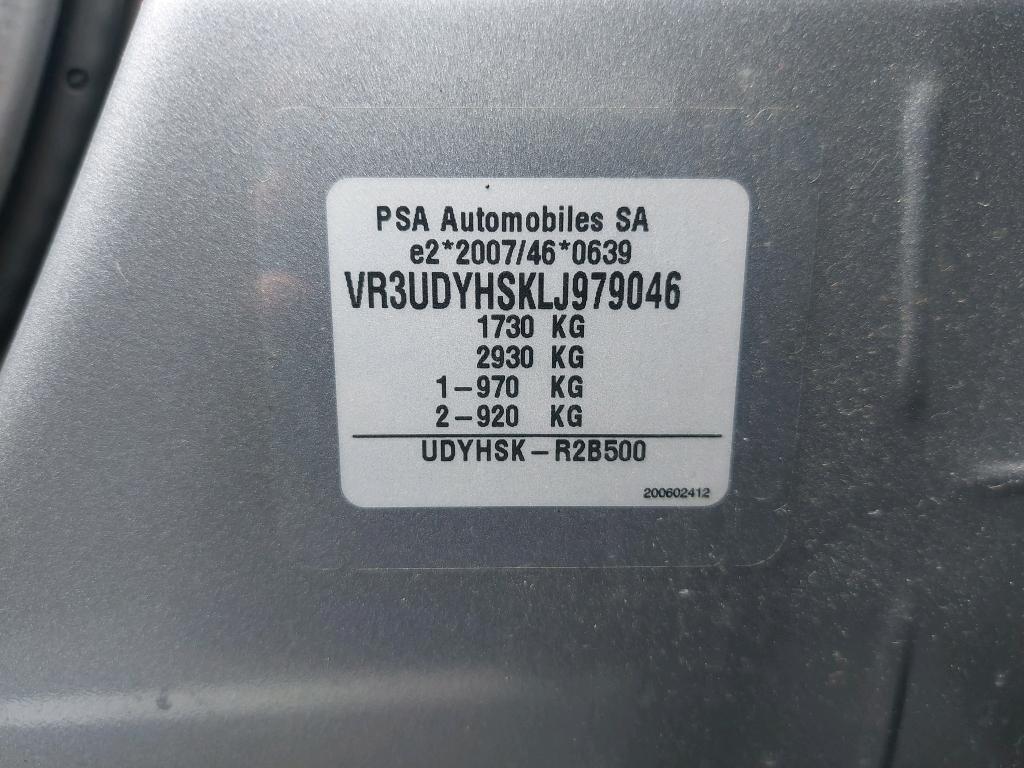 PSA Automobiles SA
e2*2007/46*0639
VR3UDYHSKLJ979046
1730 KG
2930 KG
1-970 KG
2-920 KG
UDYHSK-R2B500
200602412